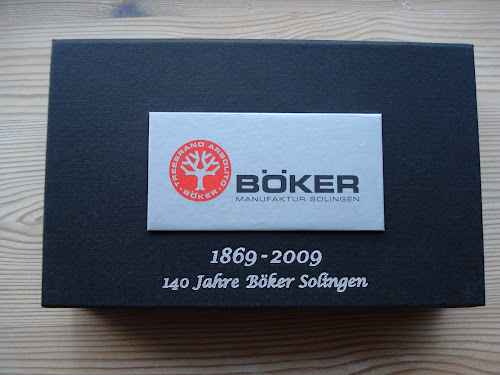 TREEBRAND ARBOLITO
BÖKER
BÖKER
MANUFAKTUR SOLINGEN
1869-2009
140 Jahre Böker Solingen